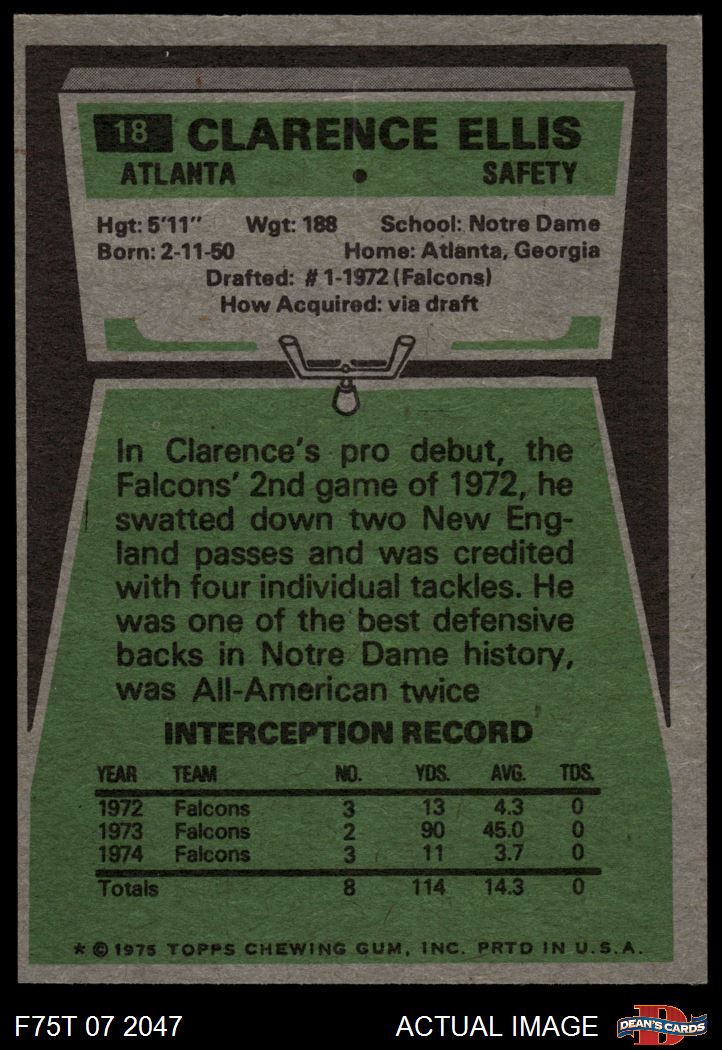 18 CLARENCE ELLIS
ATLANTA • SAFETY
Hgt: 5'11" Wgt: 188 School: Notre Dame
Born: 2-11-50 Home: Atlanta, Georgia
Drafted: #1-1972 (Falcons)
How Acquired: via draft
In Clarence's pro debut, the
Falcons' 2nd game of 1972, he
swatted down two New Eng-
land passes and was credited
with four individual tackles. He
was one of the best defensive
backs in Notre Dame history,
was All-American twice
INTERCEPTION RECORD
YEAR TEAM NO. YDS. AVG. TDS.
1972 Falcons 3 13 4.3 0
1973 Falcons 2 90 45.0 0
1974 Falcons 3 11 3.7 0
Totals 8 114 14.3 0
* © 1975 TOPPS CHEWING GUM, INC. PRTD IN U.S.A.
F75T 07 2047 ACTUAL IMAGE D DEAN'S CARDS